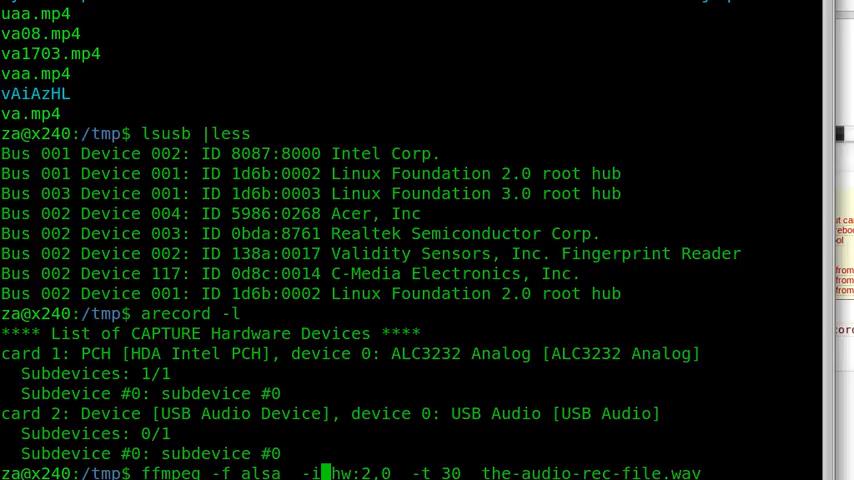 uaa.mp4
va08.mp4
va1703.mp4
vaa.mp4
vAiAzHL
va.mp4
za@x240:/tmp$ lsusb |less
Bus 001 Device 002: ID 8087:8000 Intel Corp.
Bus 001 Device 001: ID 1d6b:0002 Linux Foundation 2.0 root hub
Bus 003 Device 001: ID 1d6b:0003 Linux Foundation 3.0 root hub
Bus 002 Device 004: ID 5986:0268 Acer, Inc
Bus 002 Device 003: ID 0bda:8761 Realtek Semiconductor Corp.
Bus 002 Device 002: ID 138a:0017 Validity Sensors, Inc. Fingerprint Reader
Bus 002 Device 117: ID 0d8c:0014 C-Media Electronics, Inc.
Bus 002 Device 001: ID 1d6b:0002 Linux Foundation 2.0 root hub
za@x240:/tmp$ arecord -l
**** List of CAPTURE Hardware Devices ****
card 1: PCH [HDA Intel PCH], device 0: ALC3232 Analog [ALC3232 Analog]
  Subdevices: 1/1
  Subdevice #0: subdevice #0
card 2: Device [USB Audio Device], device 0: USB Audio [USB Audio]
  Subdevices: 0/1
  Subdevice #0: subdevice #0
za@x240:/tmp$ ffmpeg -f alsa  -i hw:2,0  -t 30  the-audio-rec-file.wav
from
from
from